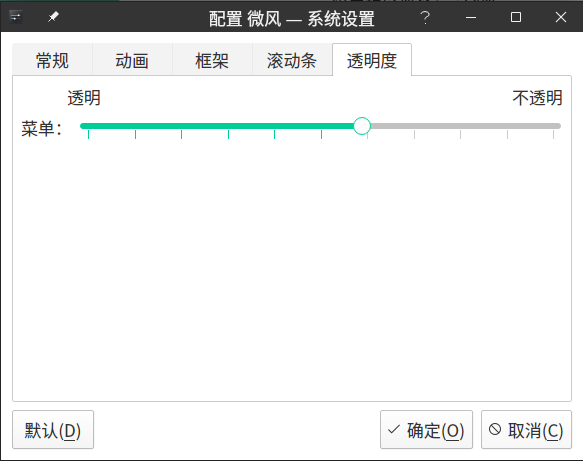 配置 微风 — 系统设置
常规 动画 框架 滚动条 透明度
透明 不透明
菜单：
默认(D) 确定(O) 取消(C)